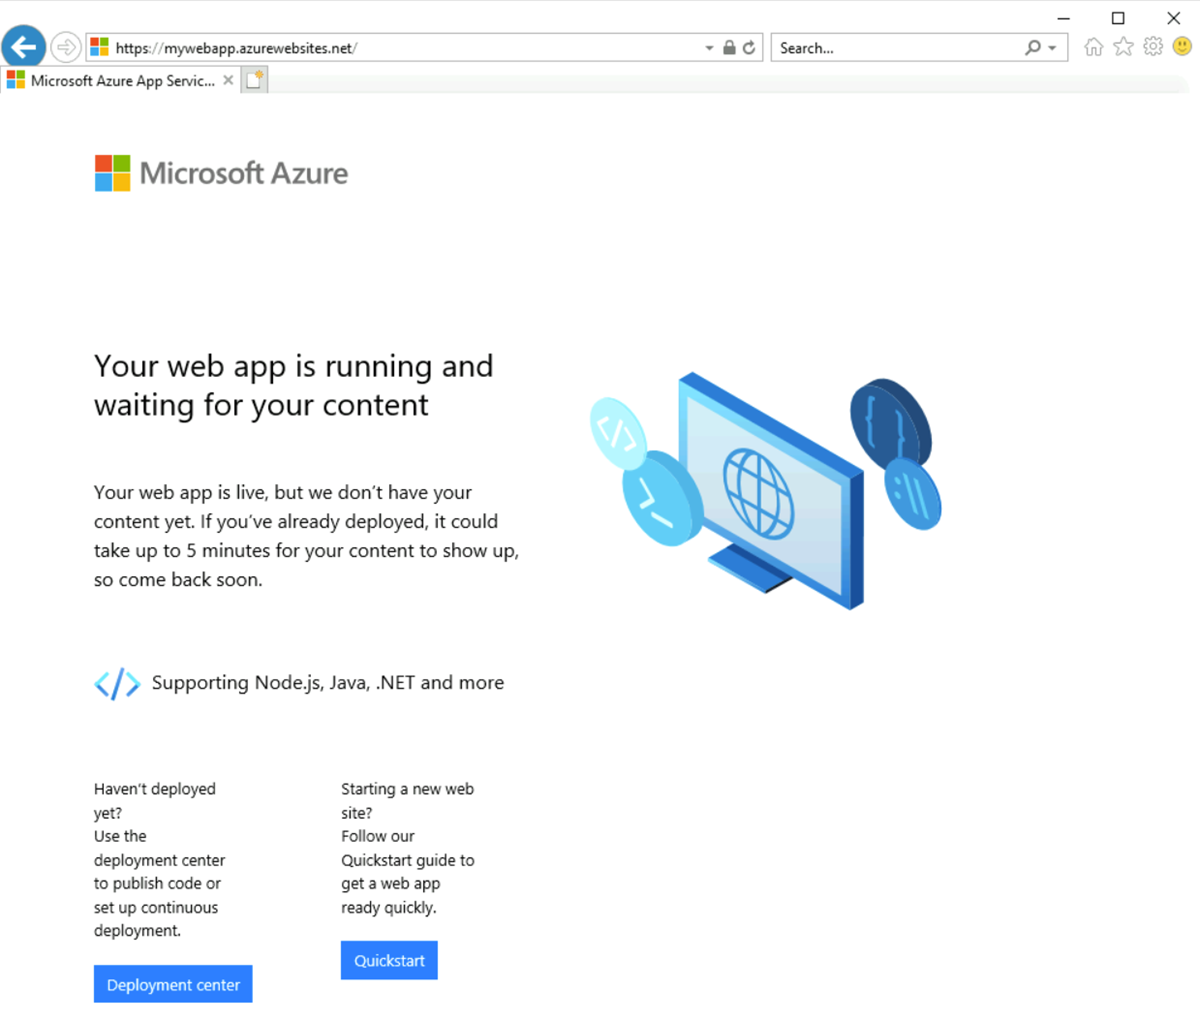 https://mywebapp.azurewebsites.net/
Search...
Microsoft Azure App Servic...
Microsoft Azure
Your web app is running and
waiting for your content
Your web app is live, but we don’t have your
content yet. If you’ve already deployed, it could
take up to 5 minutes for your content to show up,
so come back soon.
</> Supporting Node.js, Java, .NET and more
Haven’t deployed
yet?
Use the
deployment center
to publish code or
set up continuous
deployment.
Deployment center
Starting a new web
site?
Follow our
Quickstart guide to
get a web app
ready quickly.
Quickstart